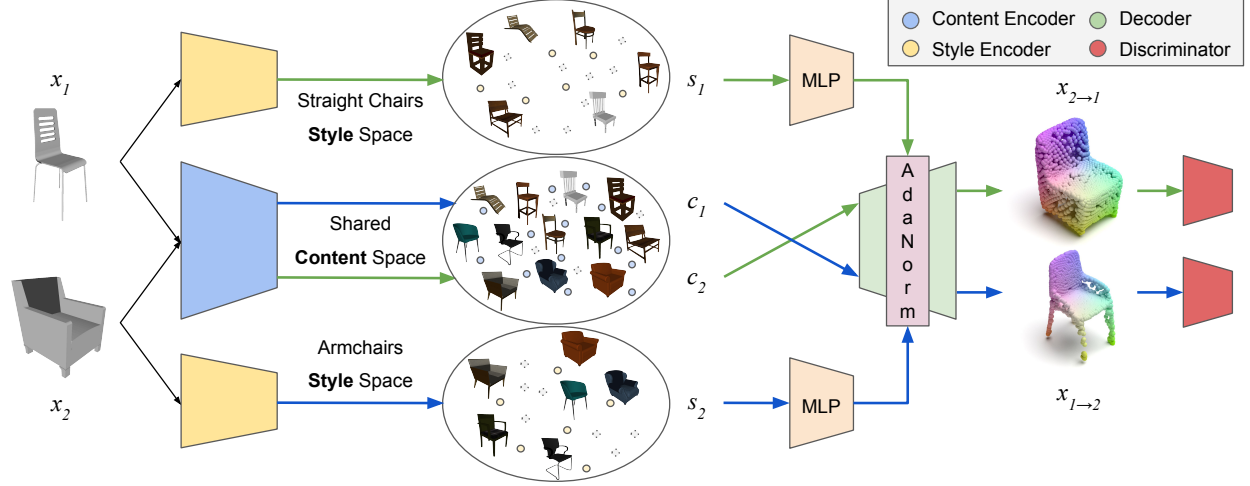 Content Encoder
Decoder
Style Encoder
Discriminator
x1
Straight Chairs
Style Space
s1
MLP
x2→1
Shared
Content Space
c1
c2
AdaNorm
Armchairs
Style Space
x2
s2
MLP
x1→2